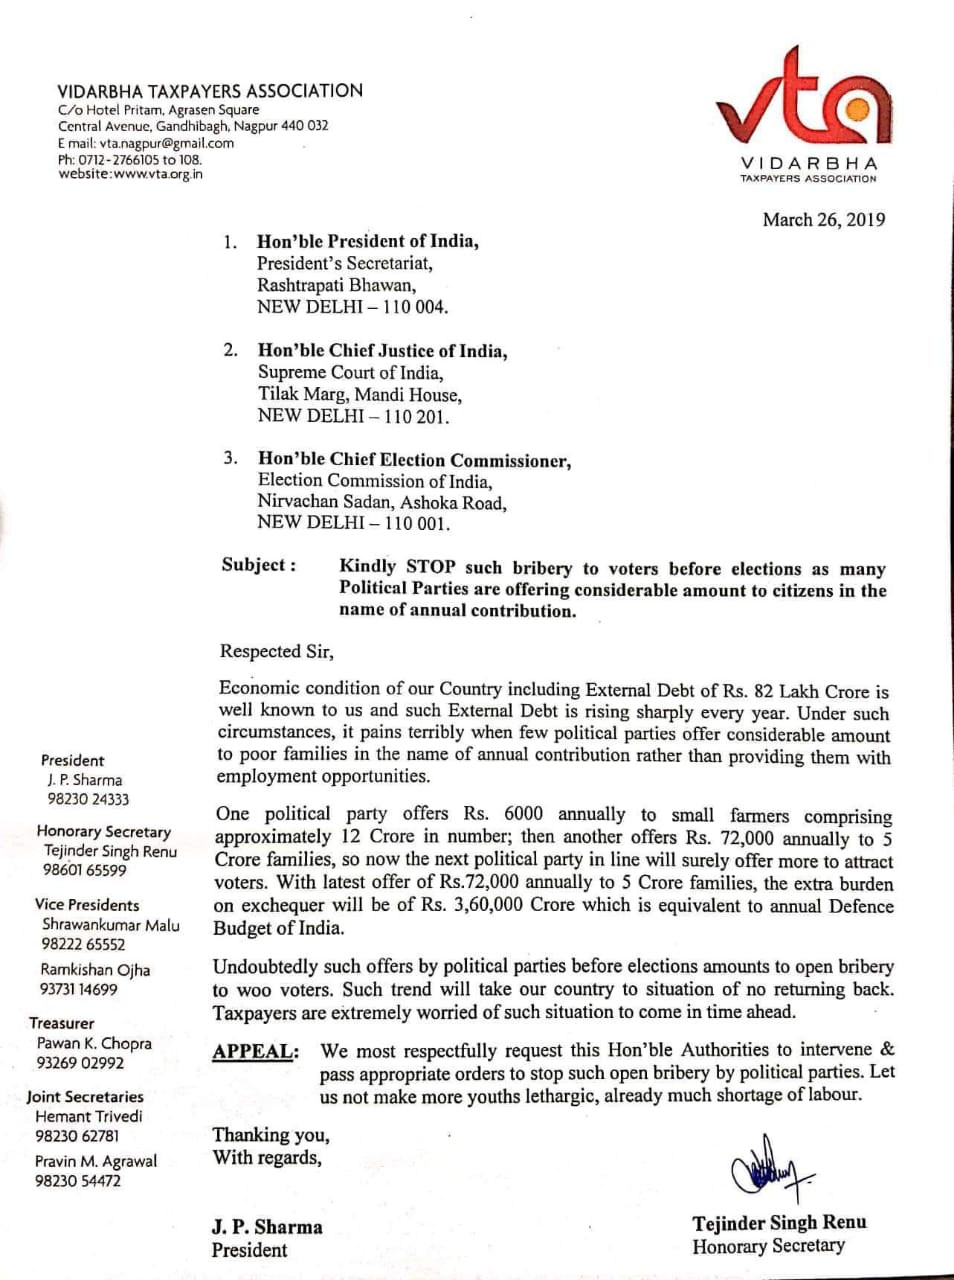 VIDARBHA TAXPAYERS ASSOCIATION
C/o Hotel Pritam, Agrasen Square
Central Avenue, Gandhibagh, Nagpur 440 032
E mail: vta.nagpur@gmail.com
Ph: 0712-2766105 to 108.
website:www.vta.org.in
vta
VIDARBHA
TAXPAYERS ASSOCIATION
March 26, 2019
1. Hon'ble President of India,
President's Secretariat,
Rashtrapati Bhawan,
NEW DELHI – 110 004.
2. Hon'ble Chief Justice of India,
Supreme Court of India,
Tilak Marg, Mandi House,
NEW DELHI – 110 201.
3. Hon'ble Chief Election Commissioner,
Election Commission of India,
Nirvachan Sadan, Ashoka Road,
NEW DELHI – 110 001.
Subject : Kindly STOP such bribery to voters before elections as many
Political Parties are offering considerable amount to citizens in the
name of annual contribution.
Respected Sir,
Economic condition of our Country including External Debt of Rs. 82 Lakh Crore is
well known to us and such External Debt is rising sharply every year. Under such
circumstances, it pains terribly when few political parties offer considerable amount
to poor families in the name of annual contribution rather than providing them with
employment opportunities.
One political party offers Rs. 6000 annually to small farmers comprising
approximately 12 Crore in number; then another offers Rs. 72,000 annually to 5
Crore families, so now the next political party in line will surely offer more to attract
voters. With latest offer of Rs.72,000 annually to 5 Crore families, the extra burden
on exchequer will be of Rs. 3,60,000 Crore which is equivalent to annual Defence
Budget of India.
Undoubtedly such offers by political parties before elections amounts to open bribery
to woo voters. Such trend will take our country to situation of no returning back.
Taxpayers are extremely worried of such situation to come in time ahead.
APPEAL: We most respectfully request this Hon'ble Authorities to intervene &
pass appropriate orders to stop such open bribery by political parties. Let
us not make more youths lethargic, already much shortage of labour.
Thanking you,
With regards,
J. P. Sharma
President
Tejinder Singh Renu
Honorary Secretary
President
J. P. Sharma
98230 24333
Honorary Secretary
Tejinder Singh Renu
98601 65599
Vice Presidents
Shrawankumar Malu
98222 65552
Ramkishan Ojha
93731 14699
Treasurer
Pawan K. Chopra
93269 02992
Joint Secretaries
Hemant Trivedi
98230 62781
Pravin M. Agrawal
98230 54472